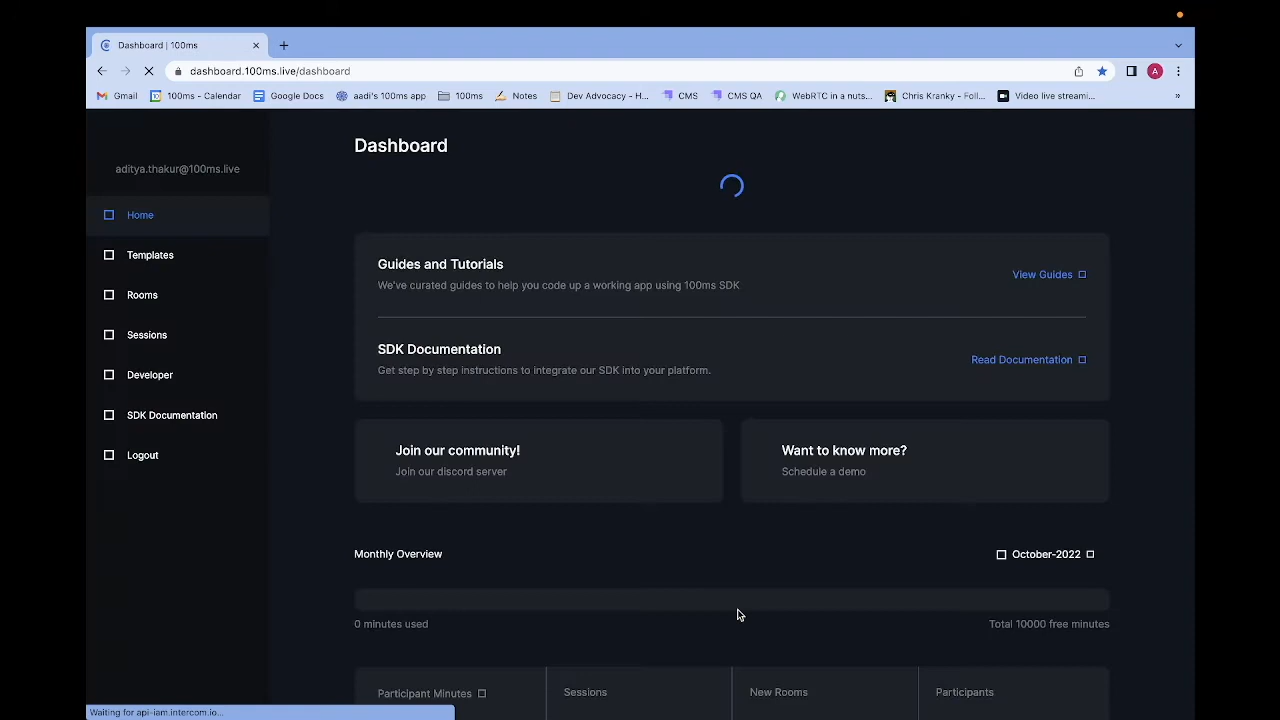 Dashboard | 100ms
dashboard.100ms.live/dashboard
A
Gmail
100ms - Calendar
Google Docs
aadi's 100ms app
100ms
Notes
Dev Advocacy - H...
CMS
CMS QA
WebRTC in a nuts...
Chris Kranky - Foll...
Video live streami...
»
aditya.thakur@100ms.live
Home
Templates
Rooms
Sessions
Developer
SDK Documentation
Logout
Dashboard
Guides and Tutorials
We've curated guides to help you code up a working app using 100ms SDK
View Guides
SDK Documentation
Get step by step instructions to integrate our SDK into your platform.
Read Documentation
Join our community!
Join our discord server
Want to know more?
Schedule a demo
Monthly Overview
October-2022
0 minutes used
Total 10000 free minutes
Participant Minutes
Sessions
New Rooms
Participants
Waiting for api-iam.intercom.io...